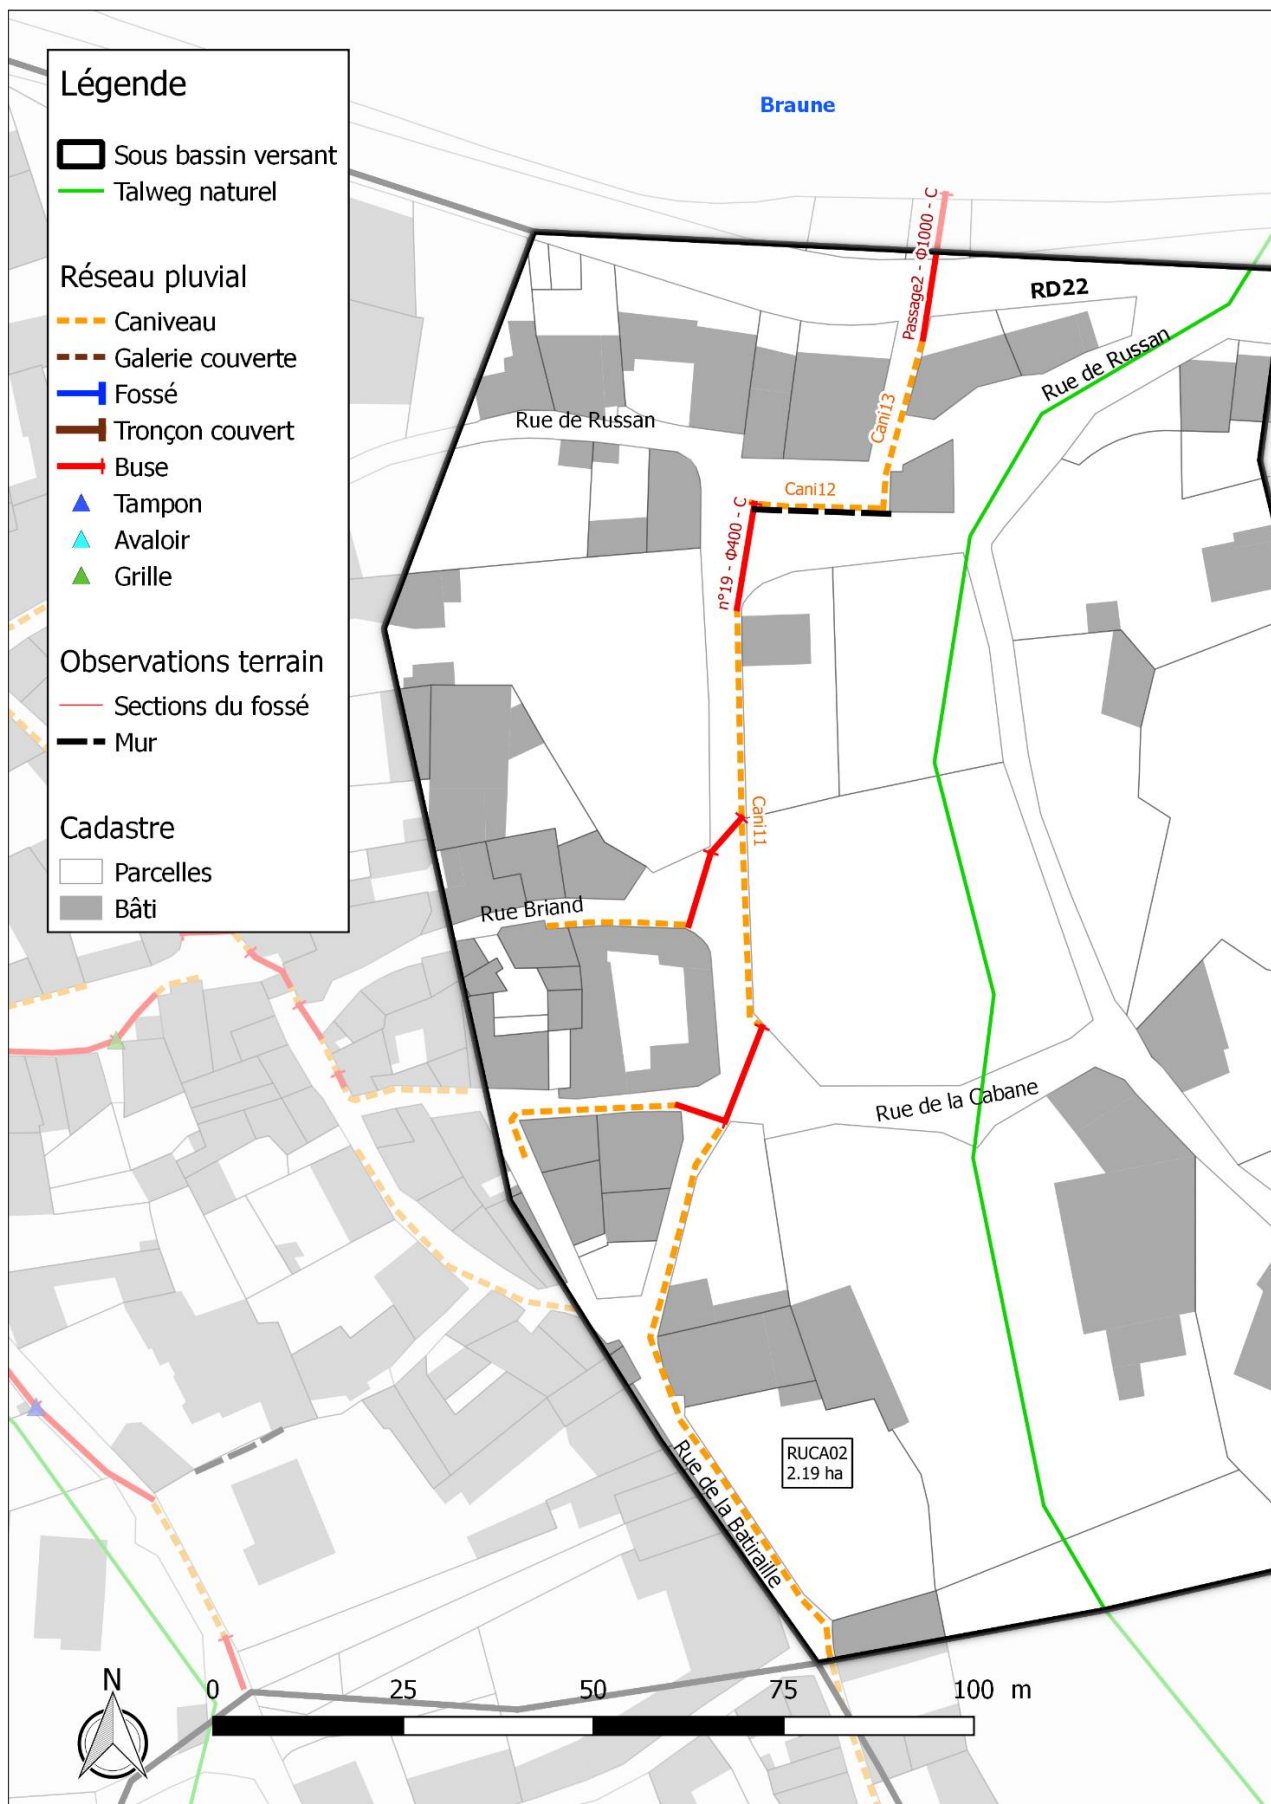 Légende
Sous bassin versant
Talweg naturel
Réseau pluvial
Caniveau
Galerie couverte
Fossé
Tronçon couvert
Buse
Tampon
Avaloir
Grille
Observations terrain
Sections du fossé
Mur
Cadastre
Parcelles
Bâti
Braune
Passage2 - Φ1000 - C
RD22
Rue de Russan
Rue de Russan
Cani13
Cani12
n°19 - Φ400 - C
Cani11
Rue Briand
Rue de la Cabane
RUCA02
2.19 ha
Rue de la Batiraille
N
0 25 50 75 100 m